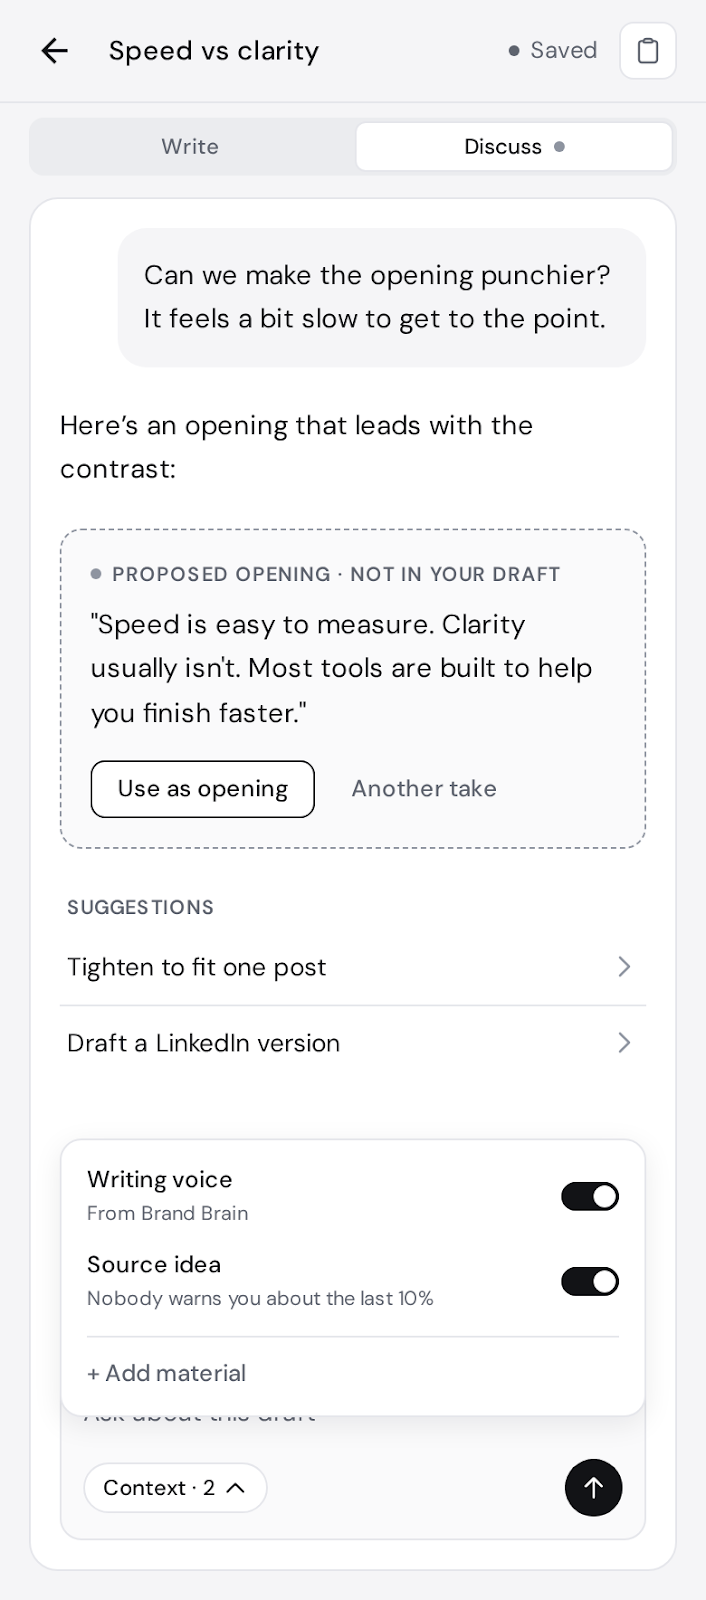 Speed vs clarity
Saved
Write
Discuss
Can we make the opening punchier?
It feels a bit slow to get to the point.
Here’s an opening that leads with the
contrast:
PROPOSED OPENING · NOT IN YOUR DRAFT
"Speed is easy to measure. Clarity
usually isn't. Most tools are built to help
you finish faster."
Use as opening
Another take
SUGGESTIONS
Tighten to fit one post
Draft a LinkedIn version
Writing voice
From Brand Brain
Source idea
Nobody warns you about the last 10%
+ Add material
Ask about this draft
Context · 2